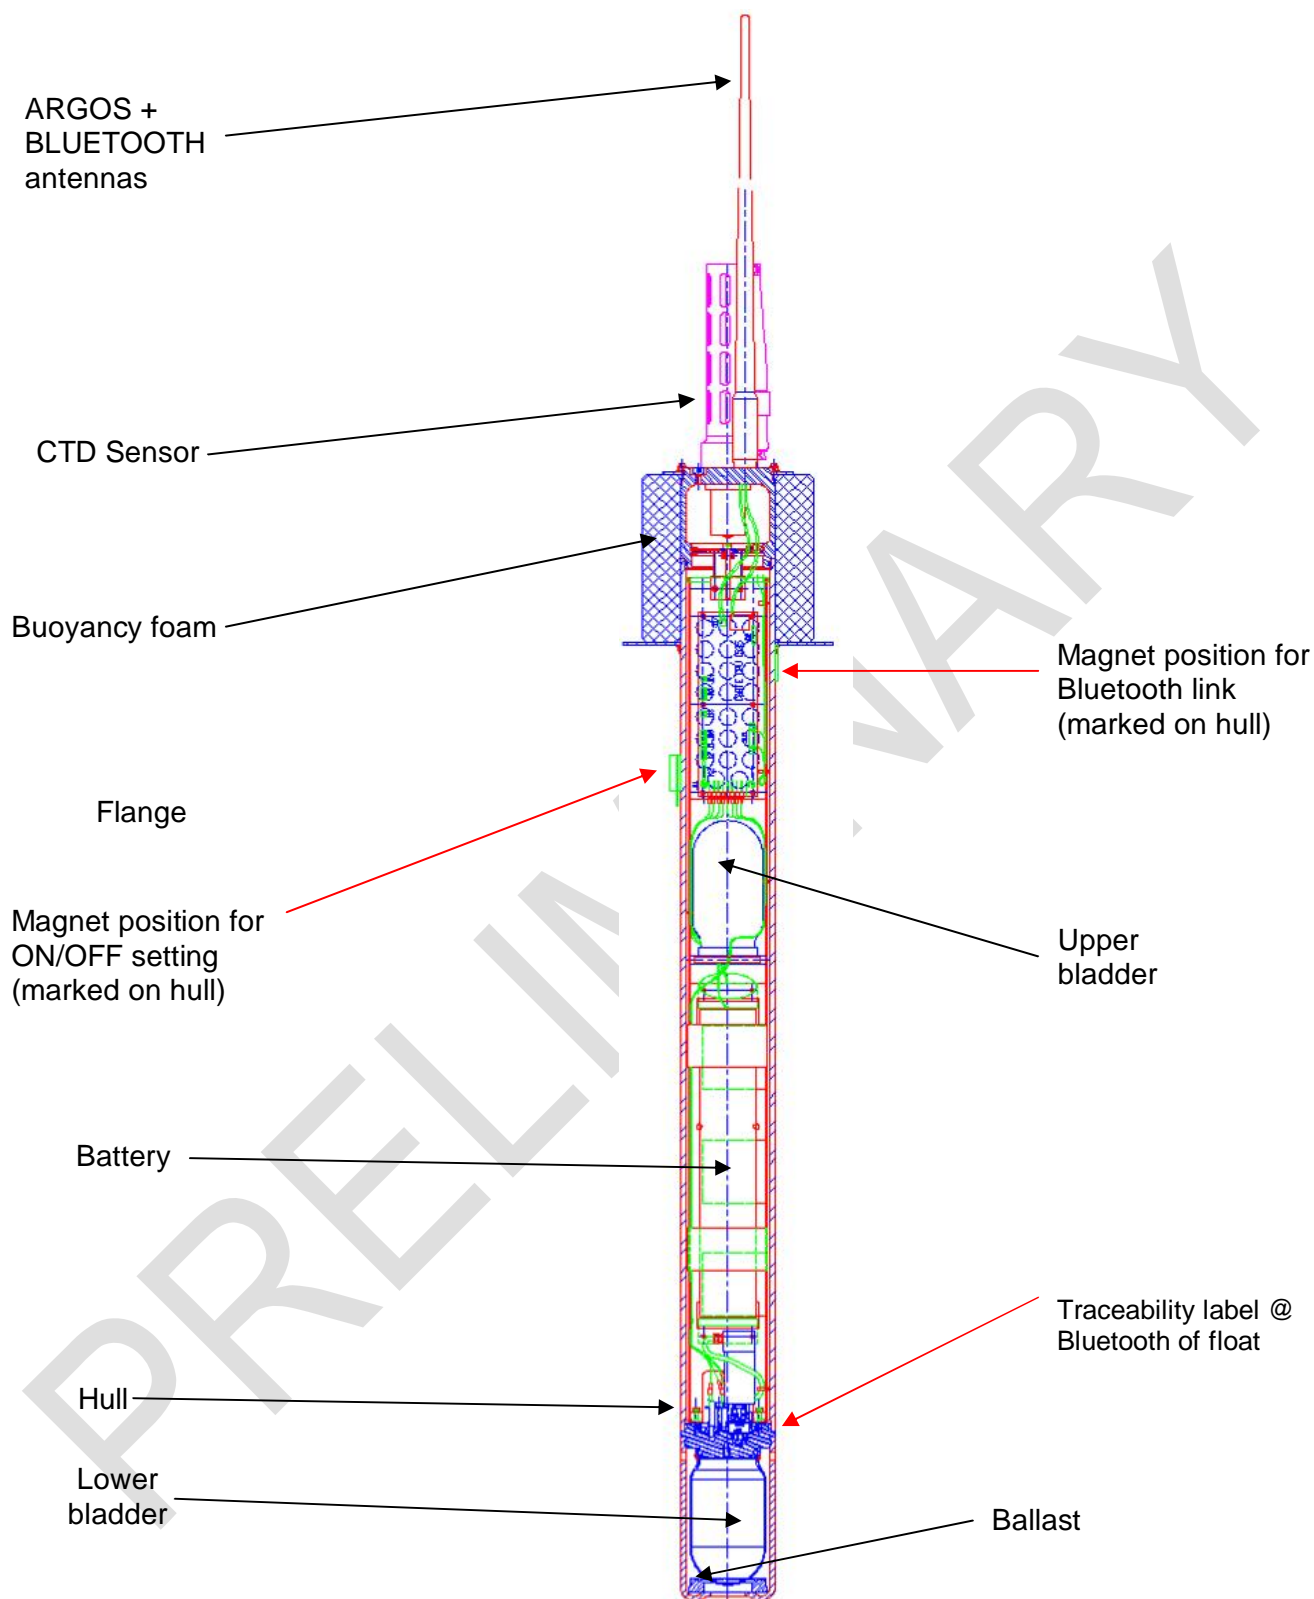 ARGOS +
BLUETOOTH
antennas
CTD Sensor
Buoyancy foam
Magnet position for
Bluetooth link
(marked on hull)
Flange
Magnet position for
ON/OFF setting
(marked on hull)
Upper
bladder
Battery
Traceability label @
Bluetooth of float
Hull
Lower
bladder
Ballast